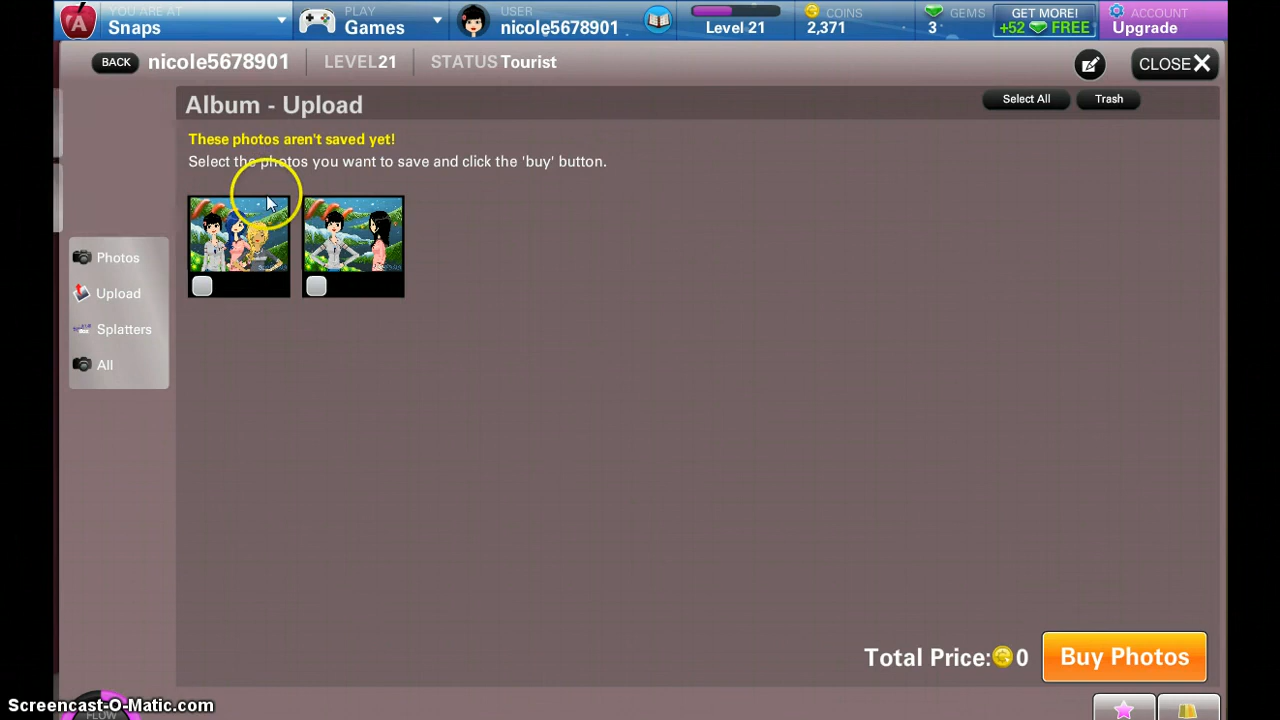 YOU ARE AT
Snaps
PLAY
Games
USER
nicole5678901
Level 21
COINS
2,371
GEMS
3
GET MORE!
+52 FREE
ACCOUNT
Upgrade
BACK
nicole5678901
LEVEL21
STATUS Tourist
CLOSE
Album - Upload
Select All
Trash
These photos aren't saved yet!
Select the photos you want to save and click the 'buy' button.
Photos
Upload
Splatters
All
Total Price: 0
Buy Photos
Screencast-O-Matic.com
FLOW